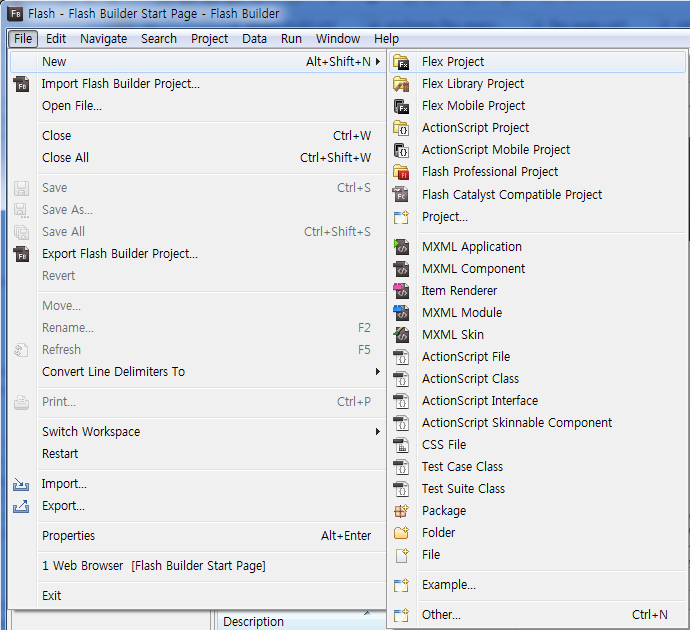 Flash - Flash Builder Start Page - Flash Builder
File Edit Navigate Search Project Data Run Window Help
New Alt+Shift+N
Import Flash Builder Project...
Open File...
Close Ctrl+W
Close All Ctrl+Shift+W
Save Ctrl+S
Save As...
Save All Ctrl+Shift+S
Export Flash Builder Project...
Revert
Move...
Rename... F2
Refresh F5
Convert Line Delimiters To
Print... Ctrl+P
Switch Workspace
Restart
Import...
Export...
Properties Alt+Enter
1 Web Browser [Flash Builder Start Page]
Exit
Flex Project
Flex Library Project
Flex Mobile Project
ActionScript Project
ActionScript Mobile Project
Flash Professional Project
Flash Catalyst Compatible Project
Project...
MXML Application
MXML Component
Item Renderer
MXML Module
MXML Skin
ActionScript File
ActionScript Class
ActionScript Interface
ActionScript Skinnable Component
CSS File
Test Case Class
Test Suite Class
Package
Folder
File
Example...
Other... Ctrl+N
Description